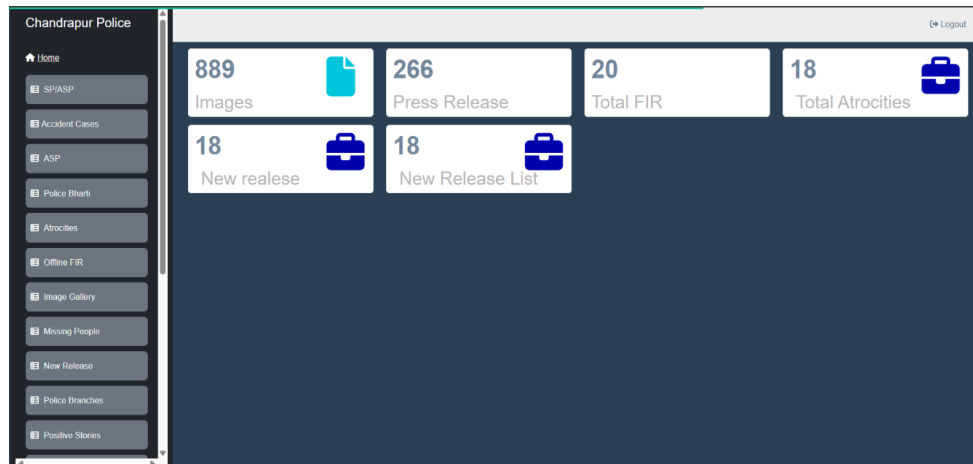 Chandrapur Police
Logout
Home
SP/ASP
Accident Cases
ASP
Police Bharti
Atrocities
Offline FIR
Image Gallery
Missing People
New Release
Police Branches
Positive Stories
889
Images
266
Press Release
20
Total FIR
18
Total Atrocities
18
New realese
18
New Release List